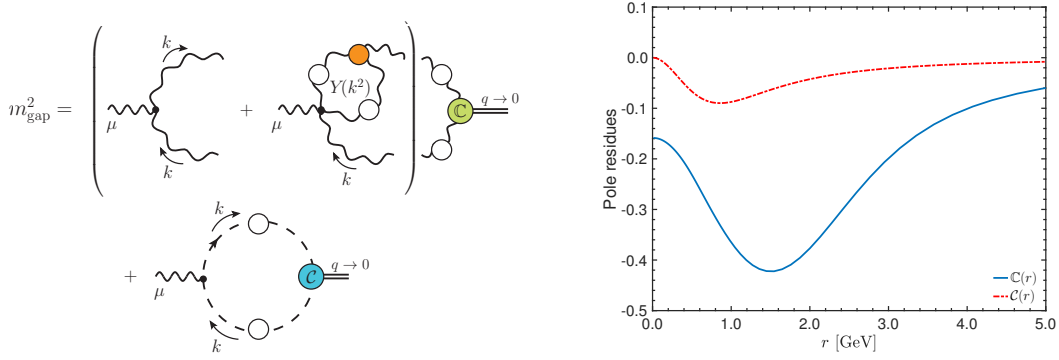 m²_gap =
k
μ
k
+
Y(k²)
μ
k
ℂ
q → 0
+
k
μ
k
𝒞
q → 0
Pole residues
0.1
0.0
-0.1
-0.2
-0.3
-0.4
-0.5
0.0 1.0 2.0 3.0 4.0 5.0
r [GeV]
ℂ(r)
𝒞(r)